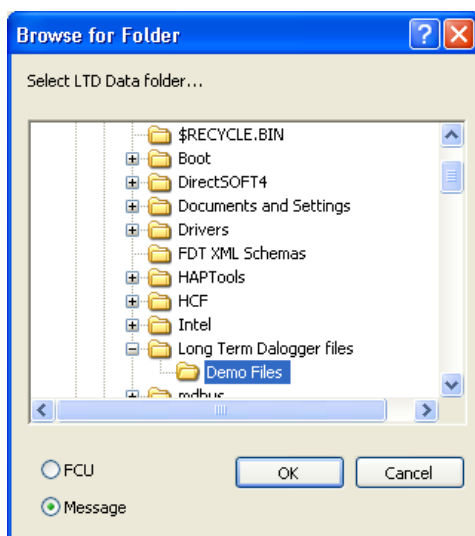 Browse for Folder
Select LTD Data folder...
$RECYCLE.BIN
Boot
DirectSOFT4
Documents and Settings
Drivers
FDT XML Schemas
HAPTools
HCF
Intel
Long Term Dalogger files
Demo Files
mdbus
FCU
OK
Cancel
Message